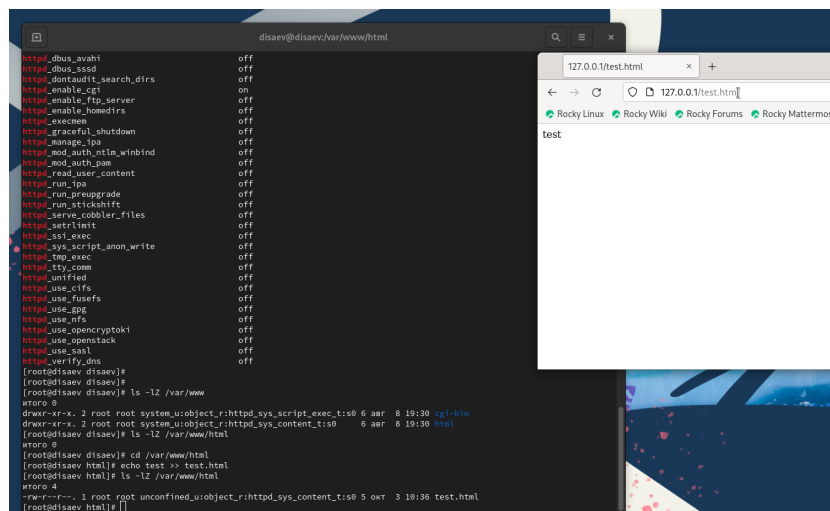 disaev@disaev:/var/www/html
httpd_dbus_avahi off
httpd_dbus_sssd off
httpd_dontaudit_search_dirs off
httpd_enable_cgi on
httpd_enable_ftp_server off
httpd_enable_homedirs off
httpd_execmem off
httpd_graceful_shutdown off
httpd_manage_ipa off
httpd_mod_auth_ntlm_winbind off
httpd_mod_auth_pam off
httpd_read_user_content off
httpd_run_ipa off
httpd_run_preupgrade off
httpd_run_stickshift off
httpd_serve_cobbler_files off
httpd_setrlimit off
httpd_ssi_exec off
httpd_sys_script_anon_write off
httpd_tmp_exec off
httpd_tty_comm off
httpd_unified off
httpd_use_cifs off
httpd_use_fusefs off
httpd_use_gpg off
httpd_use_nfs off
httpd_use_opencryptoki off
httpd_use_openstack off
httpd_use_sasl off
httpd_verify_dns off
[root@disaev disaev]#
[root@disaev disaev]#
[root@disaev disaev]# ls -lZ /var/www
итого 0
drwxr-xr-x. 2 root root system_u:object_r:httpd_sys_script_exec_t:s0 6 авг 8 19:30 cgi-bin
drwxr-xr-x. 2 root root system_u:object_r:httpd_sys_content_t:s0 6 авг 8 19:30 html
[root@disaev disaev]# ls -lZ /var/www/html
итого 0
[root@disaev disaev]# cd /var/www/html
[root@disaev html]# echo test >> test.html
[root@disaev html]# ls -lZ /var/www/html
итого 4
-rw-r--r--. 1 root root unconfined_u:object_r:httpd_sys_content_t:s0 5 окт 3 10:36 test.html
[root@disaev html]#
127.0.0.1/test.html
127.0.0.1/test.html
Rocky Linux Rocky Wiki Rocky Forums Rocky Mattermos
test